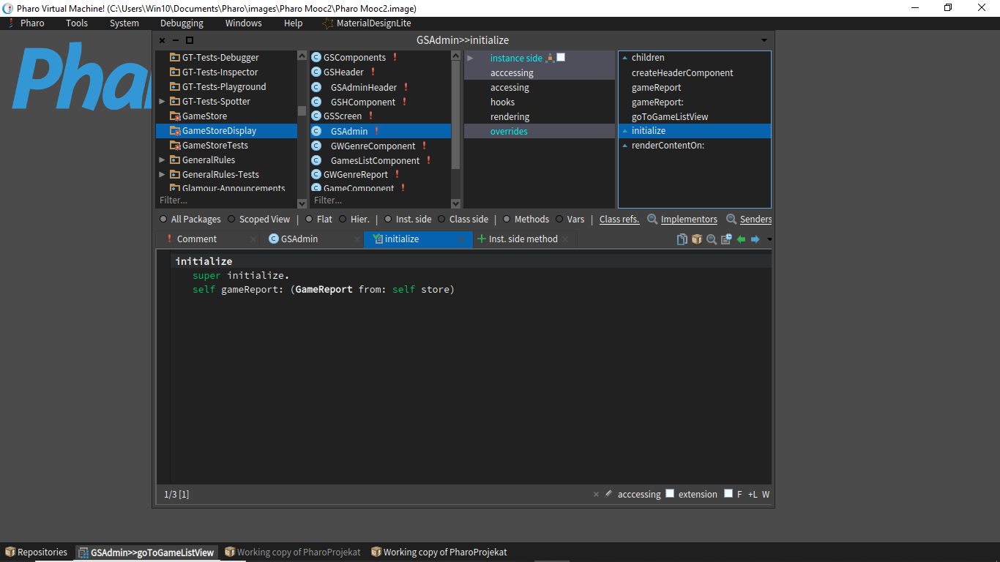 Pharo Virtual Machine! (C:\Users\Win10\Documents\Pharo\images\Pharo Mooc2\Pharo Mooc2.image)
Pharo Tools System Debugging Windows Help MaterialDesignLite
GSAdmin>>initialize
GT-Tests-Debugger
GT-Tests-Inspector
GT-Tests-Playground
GT-Tests-Spotter
GameStore
GameStoreDisplay
GameStoreTests
GeneralRules
GeneralRules-Tests
Glamour-Announcements
Filter...
GSComponents
GSHeader
GSAdminHeader
GSHComponent
GSScreen
GSAdmin
GWGenreComponent
GamesListComponent
GWGenreReport
GameComponent
Filter...
instance side
acccessing
accessing
hooks
rendering
overrides
children
createHeaderComponent
gameReport
gameReport:
goToGameListView
initialize
renderContentOn:
All Packages Scoped View | Flat Hier. | Inst. side Class side | Methods Vars Class refs. Implementors Senders
Comment GSAdmin initialize Inst. side method
initialize
super initialize.
self gameReport: (GameReport from: self store)
1/3 [1] acccessing extension F +L W
Repositories GSAdmin>>goToGameListView Working copy of PharoProjekat Working copy of PharoProjekat